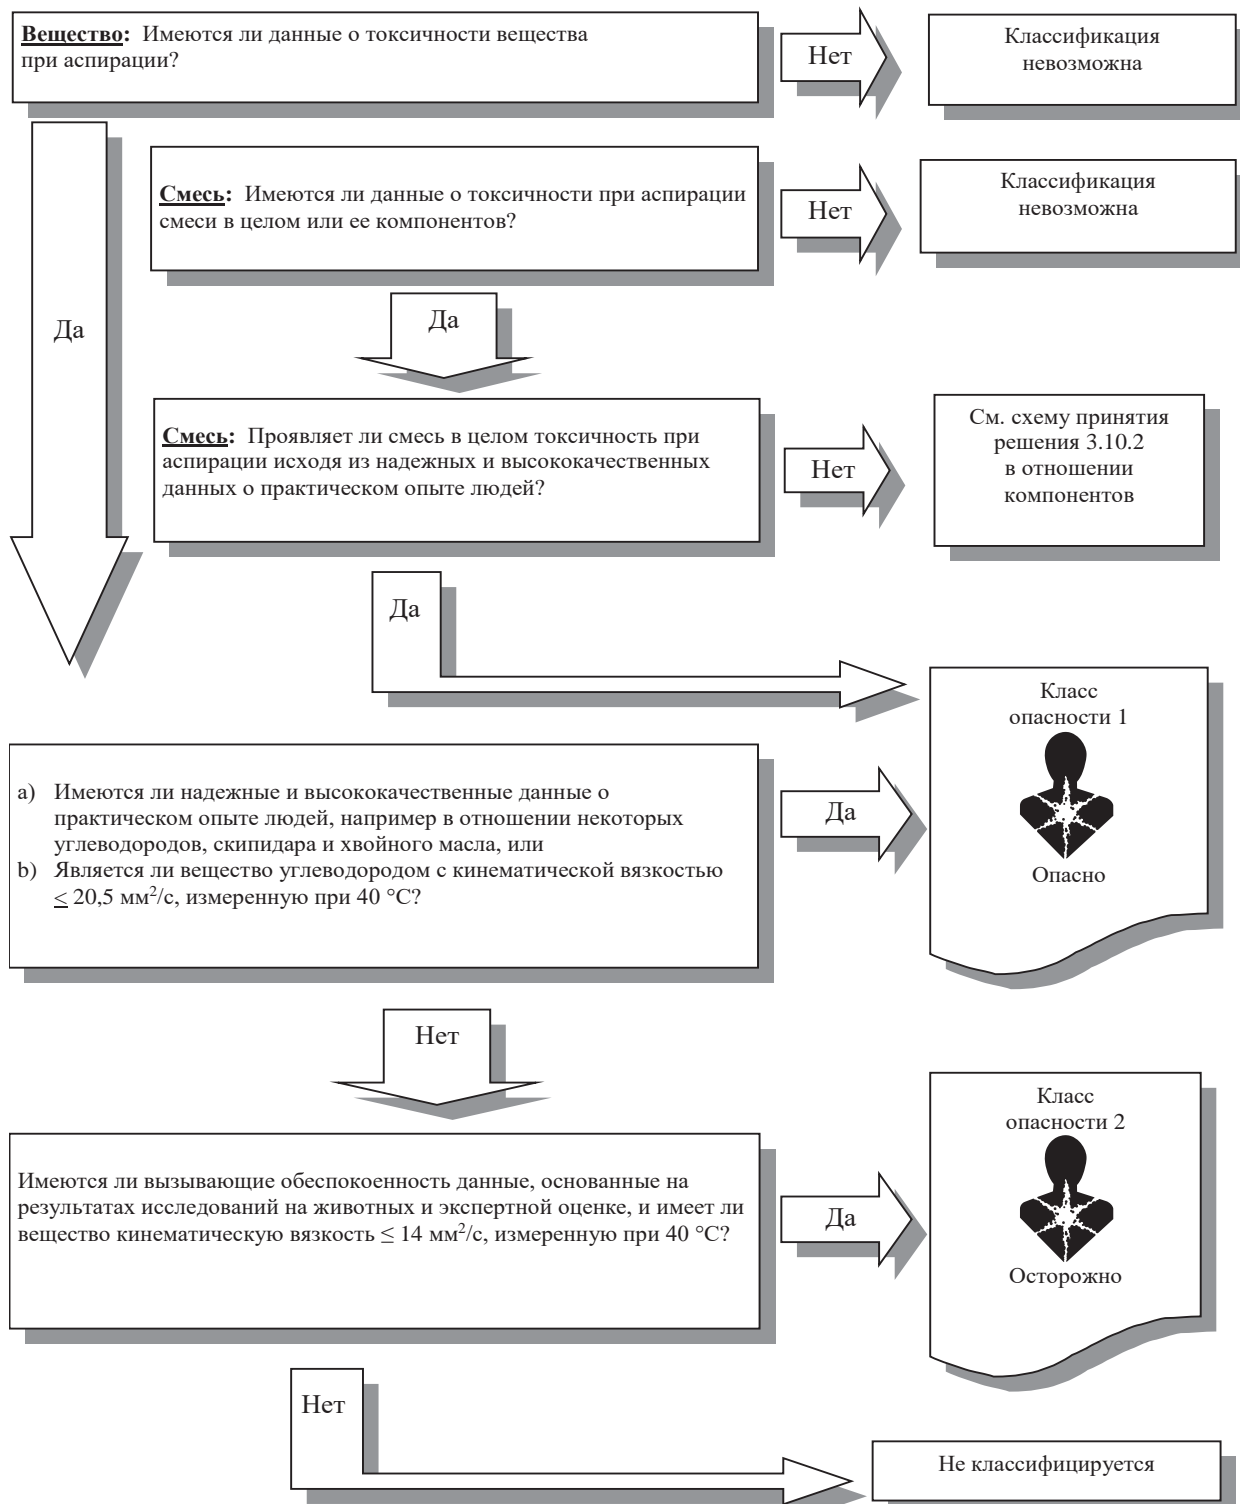 Вещество: Имеются ли данные о токсичности вещества
при аспирации?
Нет
Классификация
невозможна
Смесь: Имеются ли данные о токсичности при аспирации
смеси в целом или ее компонентов?
Нет
Классификация
невозможна
Да
Да
Смесь: Проявляет ли смесь в целом токсичность при
аспирации исходя из надежных и высококачественных
данных о практическом опыте людей?
Нет
См. схему принятия
решения 3.10.2
в отношении
компонентов
Да
Класс
опасности 1
Опасно
a) Имеются ли надежные и высококачественные данные о
практическом опыте людей, например в отношении некоторых
углеводородов, скипидара и хвойного масла, или
b) Является ли вещество углеводородом с кинематической вязкостью
≤ 20,5 мм²/с, измеренную при 40 °C?
Да
Нет
Класс
опасности 2
Осторожно
Имеются ли вызывающие обеспокоенность данные, основанные на
результатах исследований на животных и экспертной оценке, и имеет ли
вещество кинематическую вязкость ≤ 14 мм²/с, измеренную при 40 °C?
Да
Нет
Не классифицируется